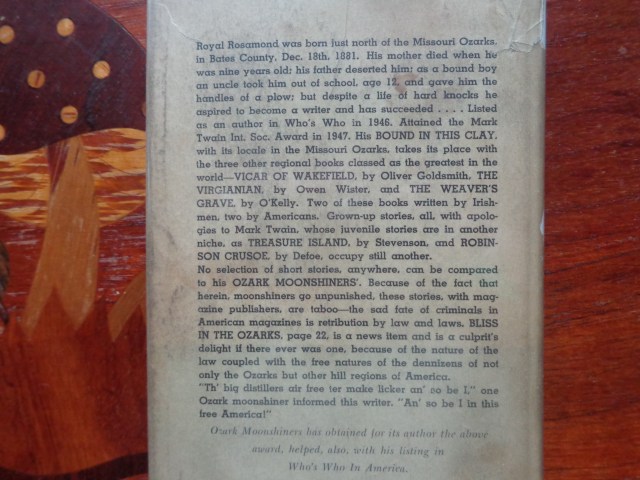 Royal Rosamond was born just north of the Missouri Ozarks,
in Bates County, Dec. 18th, 1881. His mother died when he
was nine years old; his father deserted him; as a bound boy
an uncle took him out of school, age 12, and gave him the
handles of a plow; but despite a life of hard knocks he
aspired to become a writer and has succeeded . . . . Listed
as an author in Who's Who in 1946. Attained the Mark
Twain Int. Soc. Award in 1947. His BOUND IN THIS CLAY,
with its locale in the Missouri Ozarks, takes its place with
the three other regional books classed as the greatest in the
world—VICAR OF WAKEFIELD, by Oliver Goldsmith, THE
VIRGIANIAN, by Owen Wister, and THE WEAVER'S
GRAVE, by O'Kelly. Two of these books written by Irish-
men, two by Americans. Grown-up stories, all, with apolo-
gies to Mark Twain, whose juvenile stories are in another
niche, as TREASURE ISLAND, by Stevenson, and ROBIN-
SON CRUSOE, by Defoe, occupy still another.
No selection of short stories, anywhere, can be compared
to his OZARK MOONSHINERS'. Because of the fact that
herein, moonshiners go unpunished, these stories, with mag-
azine publishers, are taboo—the sad fate of criminals in
American magazines is retribution by law and laws, BLISS
IN THE OZARKS, page 22, is a news item and is a culprit's
delight if there ever was one, because of the nature of the
law coupled with the free natures of the dennizens of not
only the Ozarks but other hill regions of America.
"Th' big distillers air free ter make licker an' so be I," one
Ozark moonshiner informed this writer. "An' so be I in this
free America!"
Ozark Moonshiners has obtained for its author the above
award, helped, also, with his listing in
Who's Who In America.